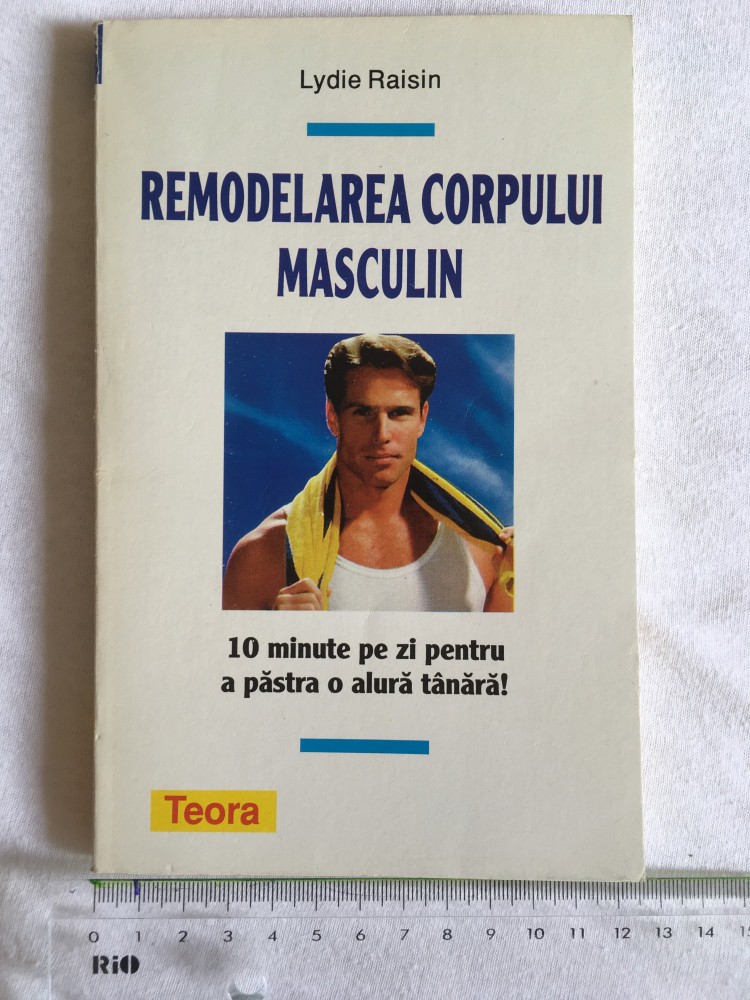 Lydie Raisin
REMODELAREA CORPULUI
MASCULIN
10 minute pe zi pentru
a păstra o alură tânără!
Teora
0 1 2 3 4 5 6 7 8 9 10 11 12 13 14 15
RiO